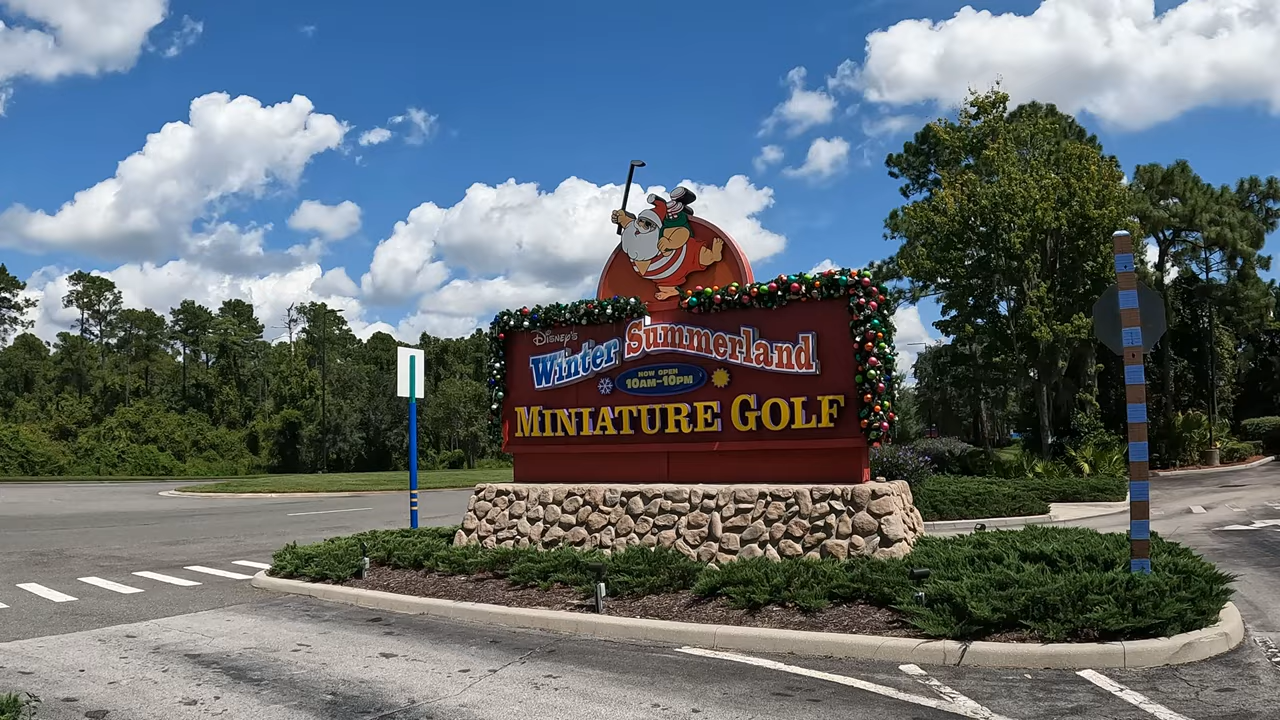 Disney's
Winter Summerland
NOW OPEN
10AM-10PM
Miniature Golf